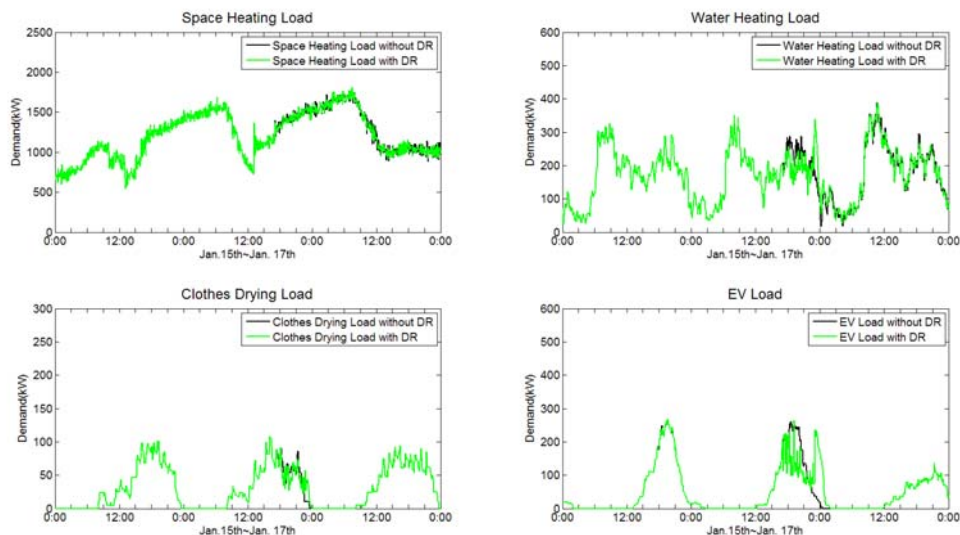 Space Heating Load
2500
2000
1500
1000
500
0
Demand(kW)
Space Heating Load without DR
Space Heating Load with DR
0:00 12:00 0:00 12:00 0:00 12:00 0:00
Jan.15th~Jan. 17th
Water Heating Load
600
500
400
300
200
100
0
Demand(kW)
Water Heating Load without DR
Water Heating Load with DR
0:00 12:00 0:00 12:00 0:00 12:00 0:00
Jan.15th~Jan. 17th
Clothes Drying Load
300
250
200
150
100
50
0
Demand(kW)
Clothes Drying Load without DR
Clothes Drying Load with DR
0:00 12:00 0:00 12:00 0:00 12:00 0:00
Jan.15th~Jan. 17th
EV Load
600
500
400
300
200
100
0
Demand(kW)
EV Load without DR
EV Load with DR
0:00 12:00 0:00 12:00 0:00 12:00 0:00
Jan.15th~Jan. 17th